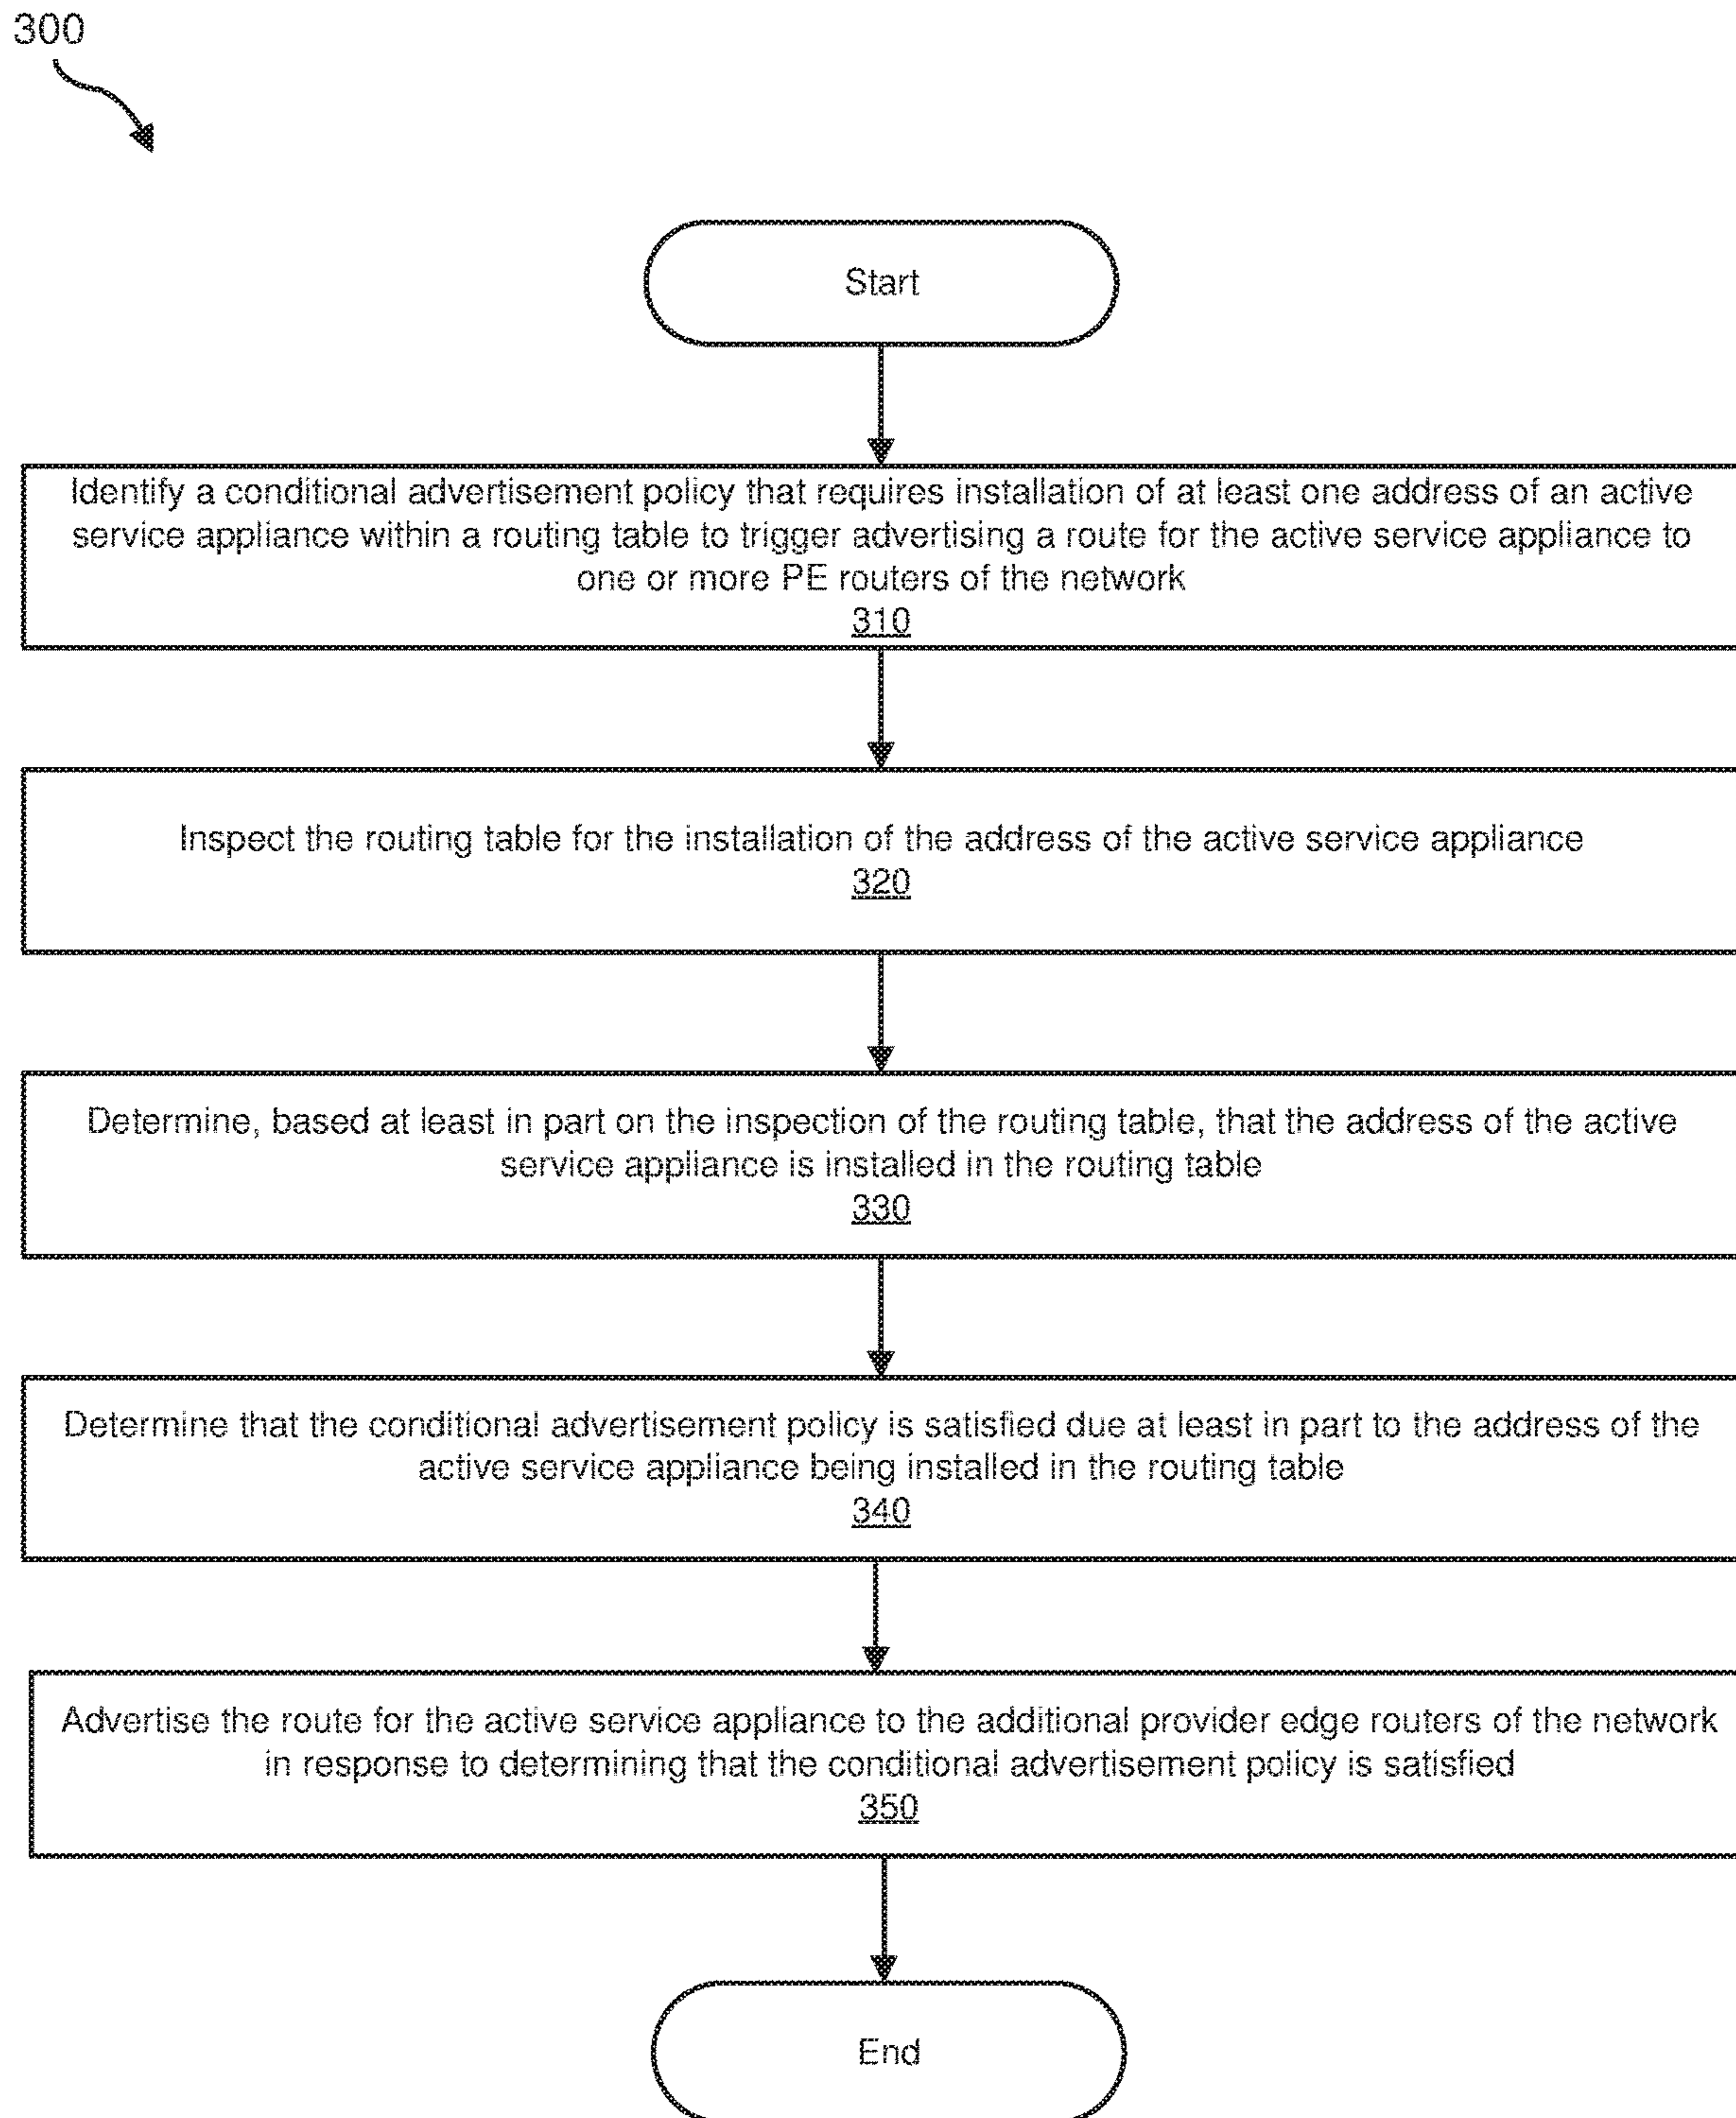 300
Start
Identify a conditional advertisement policy that requires installation of at least one address of an active
service appliance within a routing table to trigger advertising a route for the active service appliance to
one or more PE routers of the network
310
Inspect the routing table for the installation of the address of the active service appliance
320
Determine, based at least in part on the inspection of the routing table, that the address of the active
service appliance is installed in the routing table
330
Determine that the conditional advertisement policy is satisfied due at least in part to the address of the
active service appliance being installed in the routing table
340
Advertise the route for the active service appliance to the additional provider edge routers of the network
in response to determining that the conditional advertisement policy is satisfied
350
End